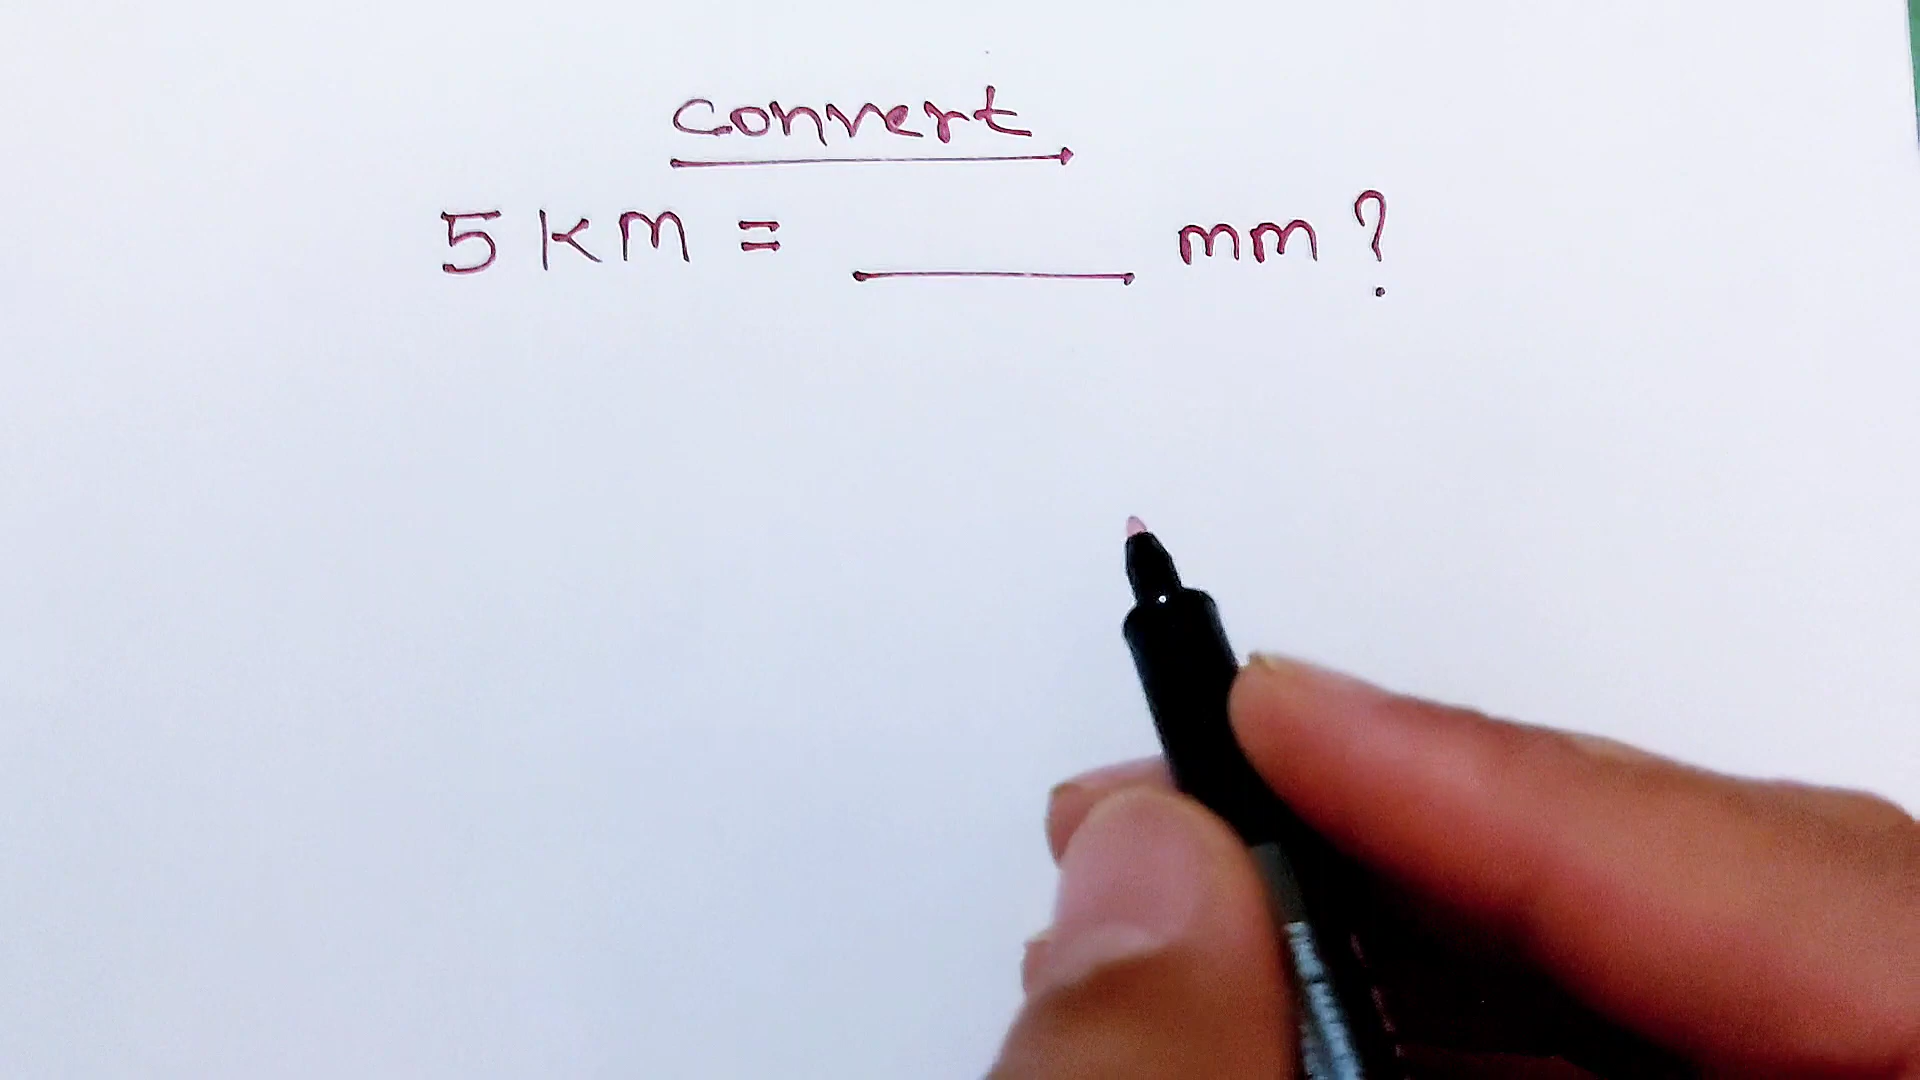 convert
5 km = ______ mm ?